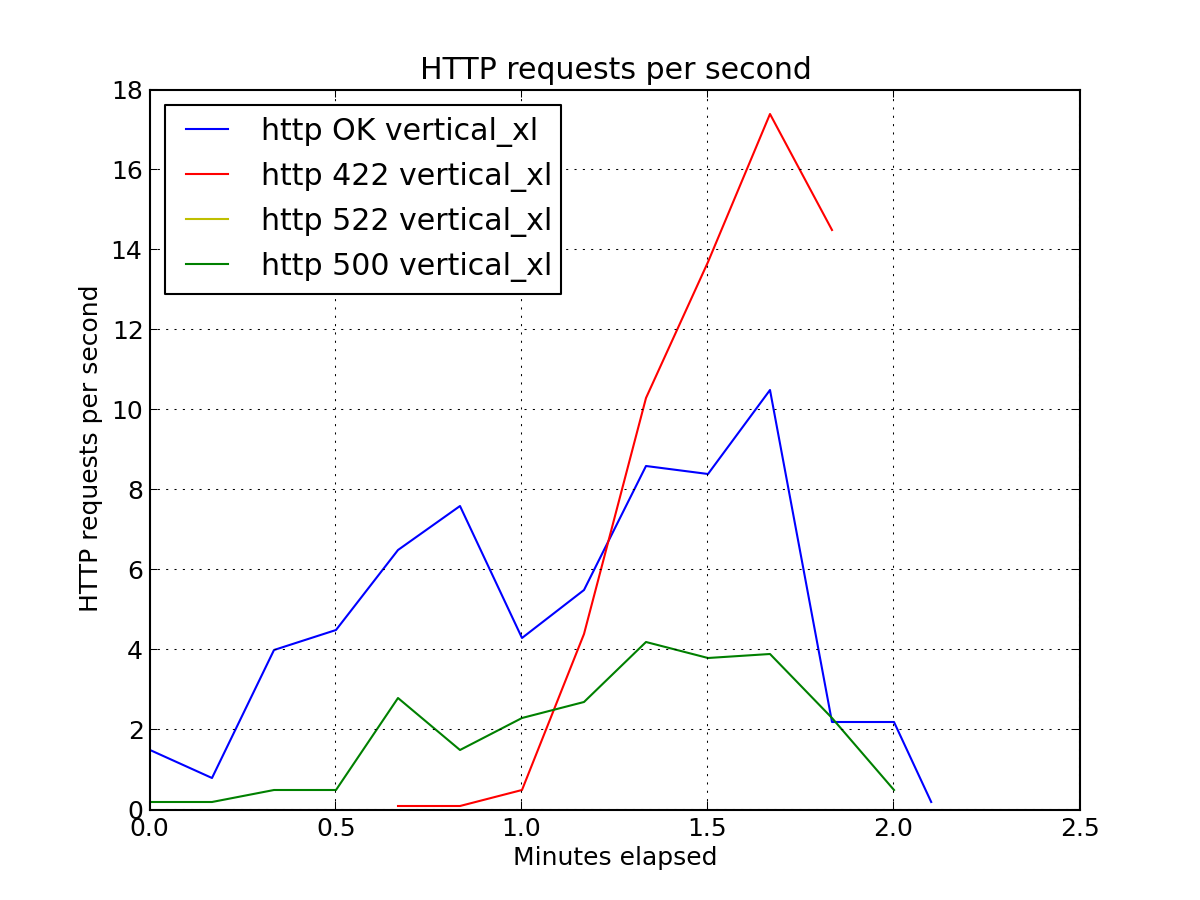 HTTP requests per second
18
16
14
12
10
8
6
4
2
0
HTTP requests per second
http OK vertical_xl
http 422 vertical_xl
http 522 vertical_xl
http 500 vertical_xl
0.0 0.5 1.0 1.5 2.0 2.5
Minutes elapsed